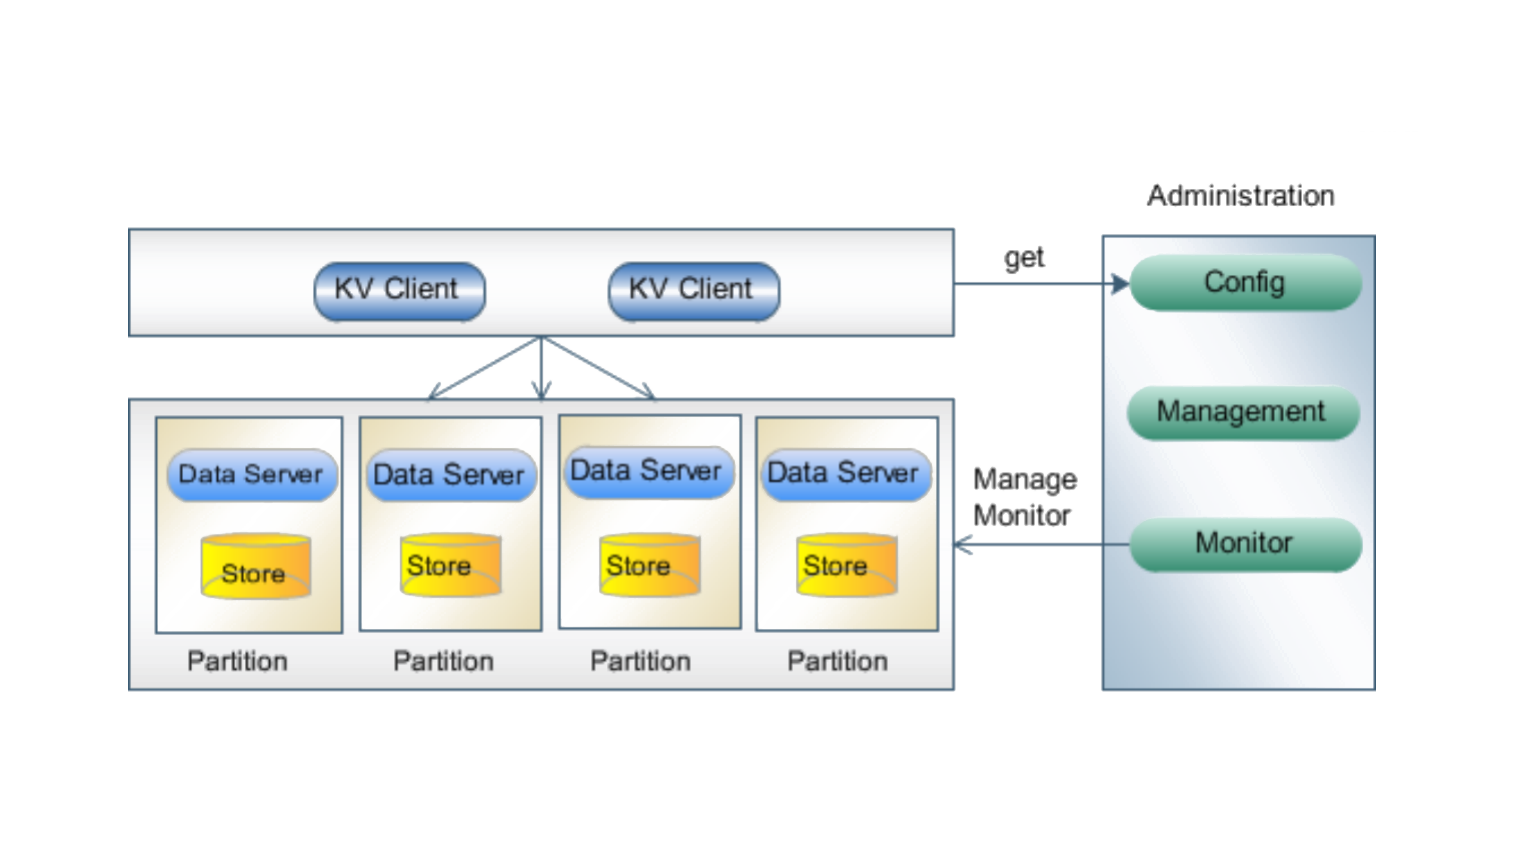 Administration
get
KV Client
KV Client
Config
Management
Data Server
Data Server
Data Server
Data Server
Manage
Monitor
Monitor
Store
Store
Store
Store
Partition
Partition
Partition
Partition